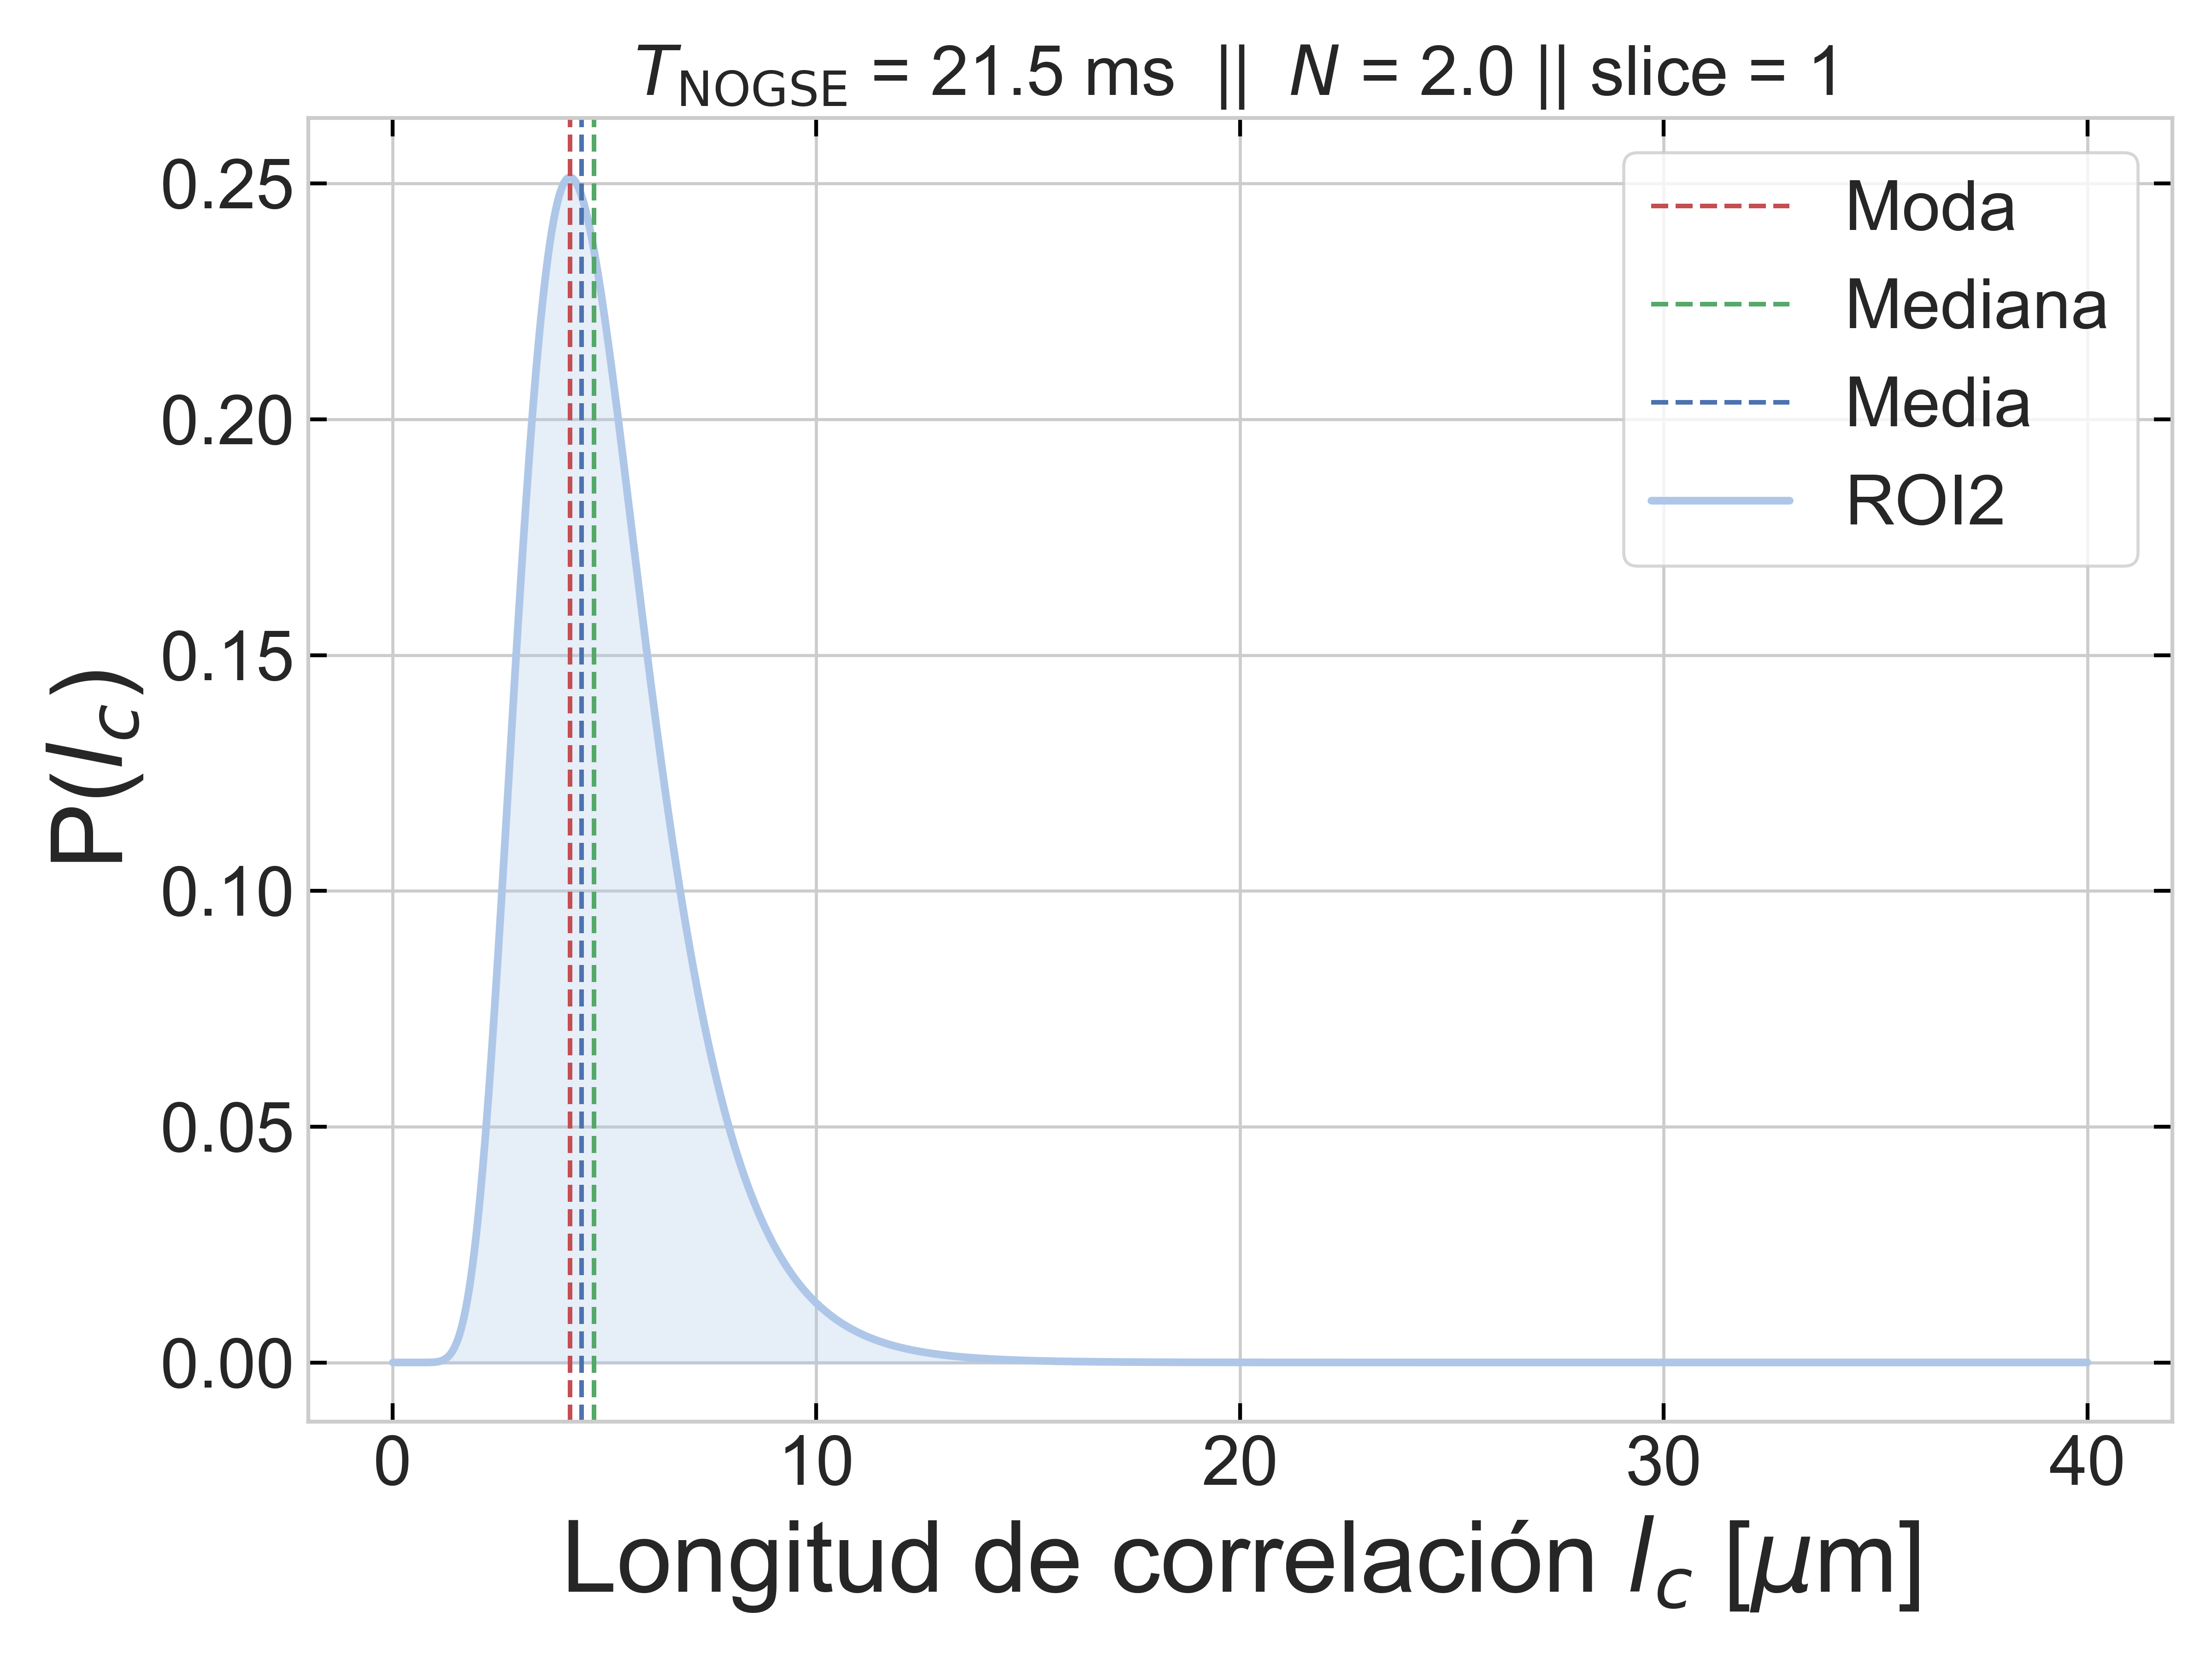 T_NOGSE = 21.5 ms || N = 2.0 || slice = 1
P(l_c)
0.25
0.20
0.15
0.10
0.05
0.00
Moda
Mediana
Media
ROI2
0 10 20 30 40
Longitud de correlación l_c [μm]